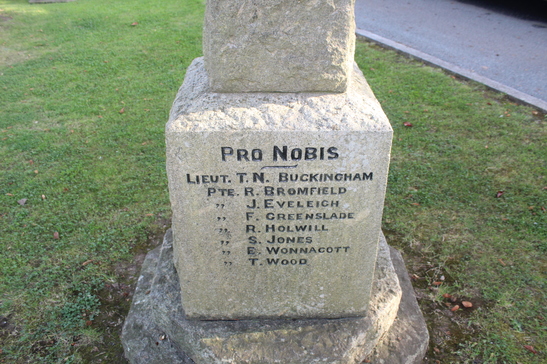 PRO NOBIS
LIEUT. T. N. BUCKINGHAM
PTE. R. BROMFIELD
" J. EVELEIGH
" F. GREENSLADE
" R. HOLWILL
" S. JONES
" E. WONNACOTT
" T. WOOD